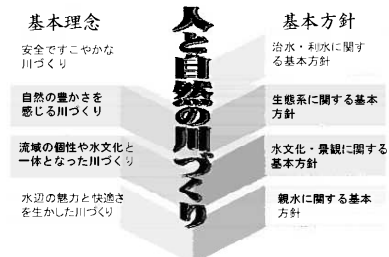 基本理念
安全ですこやかな
川づくり
自然の豊かさを
感じる川づくり
流域の個性や水文化と
一体となった川づくり
水辺の魅力と快適さ
を生かした川づくり
人と自然の川づくり
基本方針
治水・利水に関す
る基本方針
生態系に関する基本
方針
水文化・景観に関する
基本方針
親水に関する基本
方針